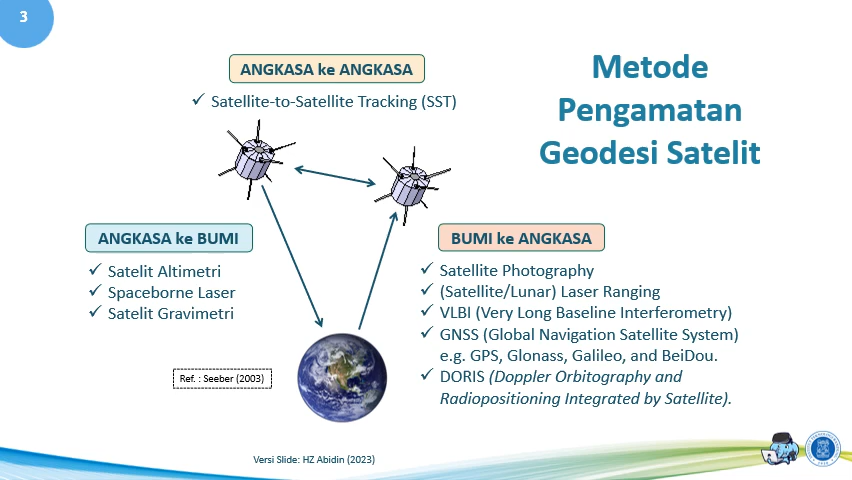 3
ANGKASA ke ANGKASA
✓ Satellite-to-Satellite Tracking (SST)
Metode
Pengamatan
Geodesi Satelit
ANGKASA ke BUMI
✓ Satelit Altimetri
✓ Spaceborne Laser
✓ Satelit Gravimetri
BUMI ke ANGKASA
✓ Satellite Photography
✓ (Satellite/Lunar) Laser Ranging
✓ VLBI (Very Long Baseline Interferometry)
✓ GNSS (Global Navigation Satellite System)
e.g. GPS, Glonass, Galileo, and BeiDou.
✓ DORIS (Doppler Orbitography and
Radiopositioning Integrated by Satellite).
Ref. : Seeber (2003)
Versi Slide: HZ Abidin (2023)